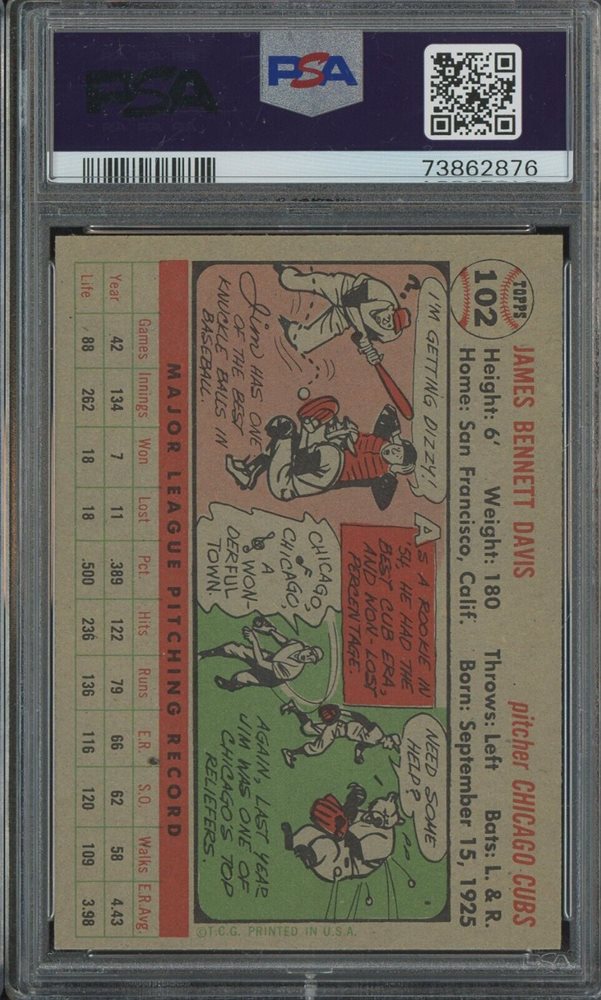 PSA
PSA
73862876
TOPPS
102
JAMES BENNETT DAVIS pitcher CHICAGO CUBS
Height: 6' Weight: 180 Throws: Left Bats: L. & R.
Home: San Francisco, Calif. Born: September 15, 1925
I'M GETTING DIZZY!
?
JIM HAS ONE
OF THE BEST
KNUCKLE BALLS IN
BASEBALL.
AS A ROOKIE IN
'54, HE HAD THE
BEST CUB ERA,
AND WON-LOST
PERCENTAGE.
CHICAGO,
CHICAGO,
A
WON-
DERFUL
TOWN.
NEED SOME
HELP?
AGAIN, LAST YEAR
JIM WAS ONE OF
CHICAGO'S TOP
RELIEFERS.
MAJOR LEAGUE PITCHING RECORD
Games Innings Won Lost Pct Hits Runs E.R. S.O. Walks E.R.Avg.
Year 42 134 7 11 .389 122 79 66 62 58 4.43
Life 88 262 18 18 .500 236 136 116 120 109 3.98
©T.C.G. PRINTED IN U.S.A.
PSA